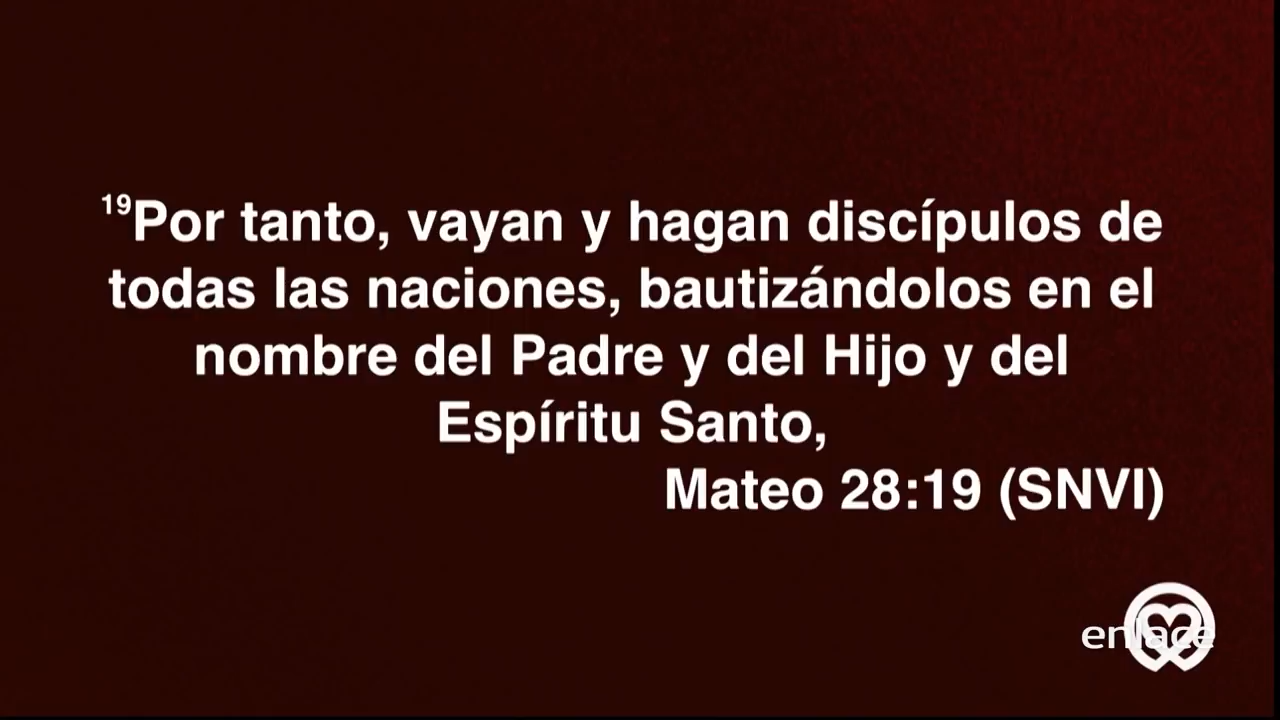 ¹⁹Por tanto, vayan y hagan discípulos de
todas las naciones, bautizándolos en el
nombre del Padre y del Hijo y del
Espíritu Santo,
Mateo 28:19 (SNVI)
enlace